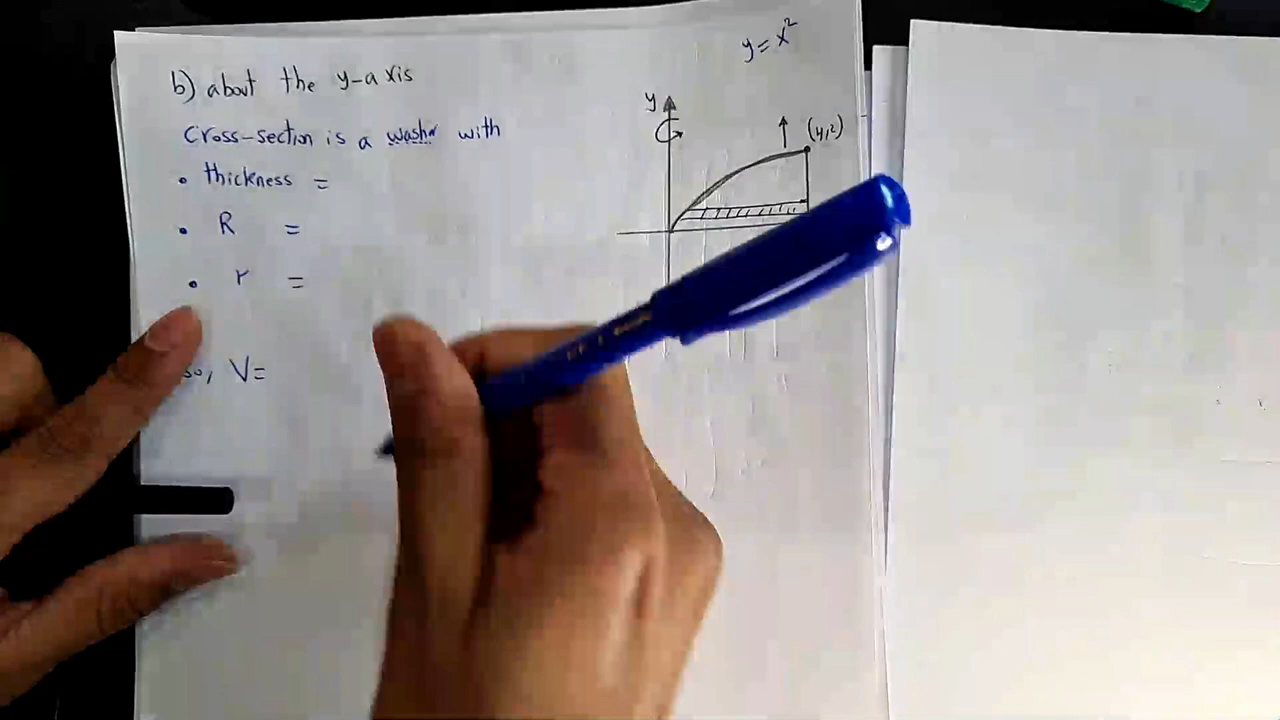 y = x²
b) about the y-axis
Cross-section is a washer with
• thickness =
• R =
• r =
so, V=
y
(4,2)